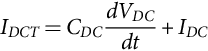 $I_{DCT} = C_{DC} \frac{dV_{DC}}{dt} + I_{DC}$